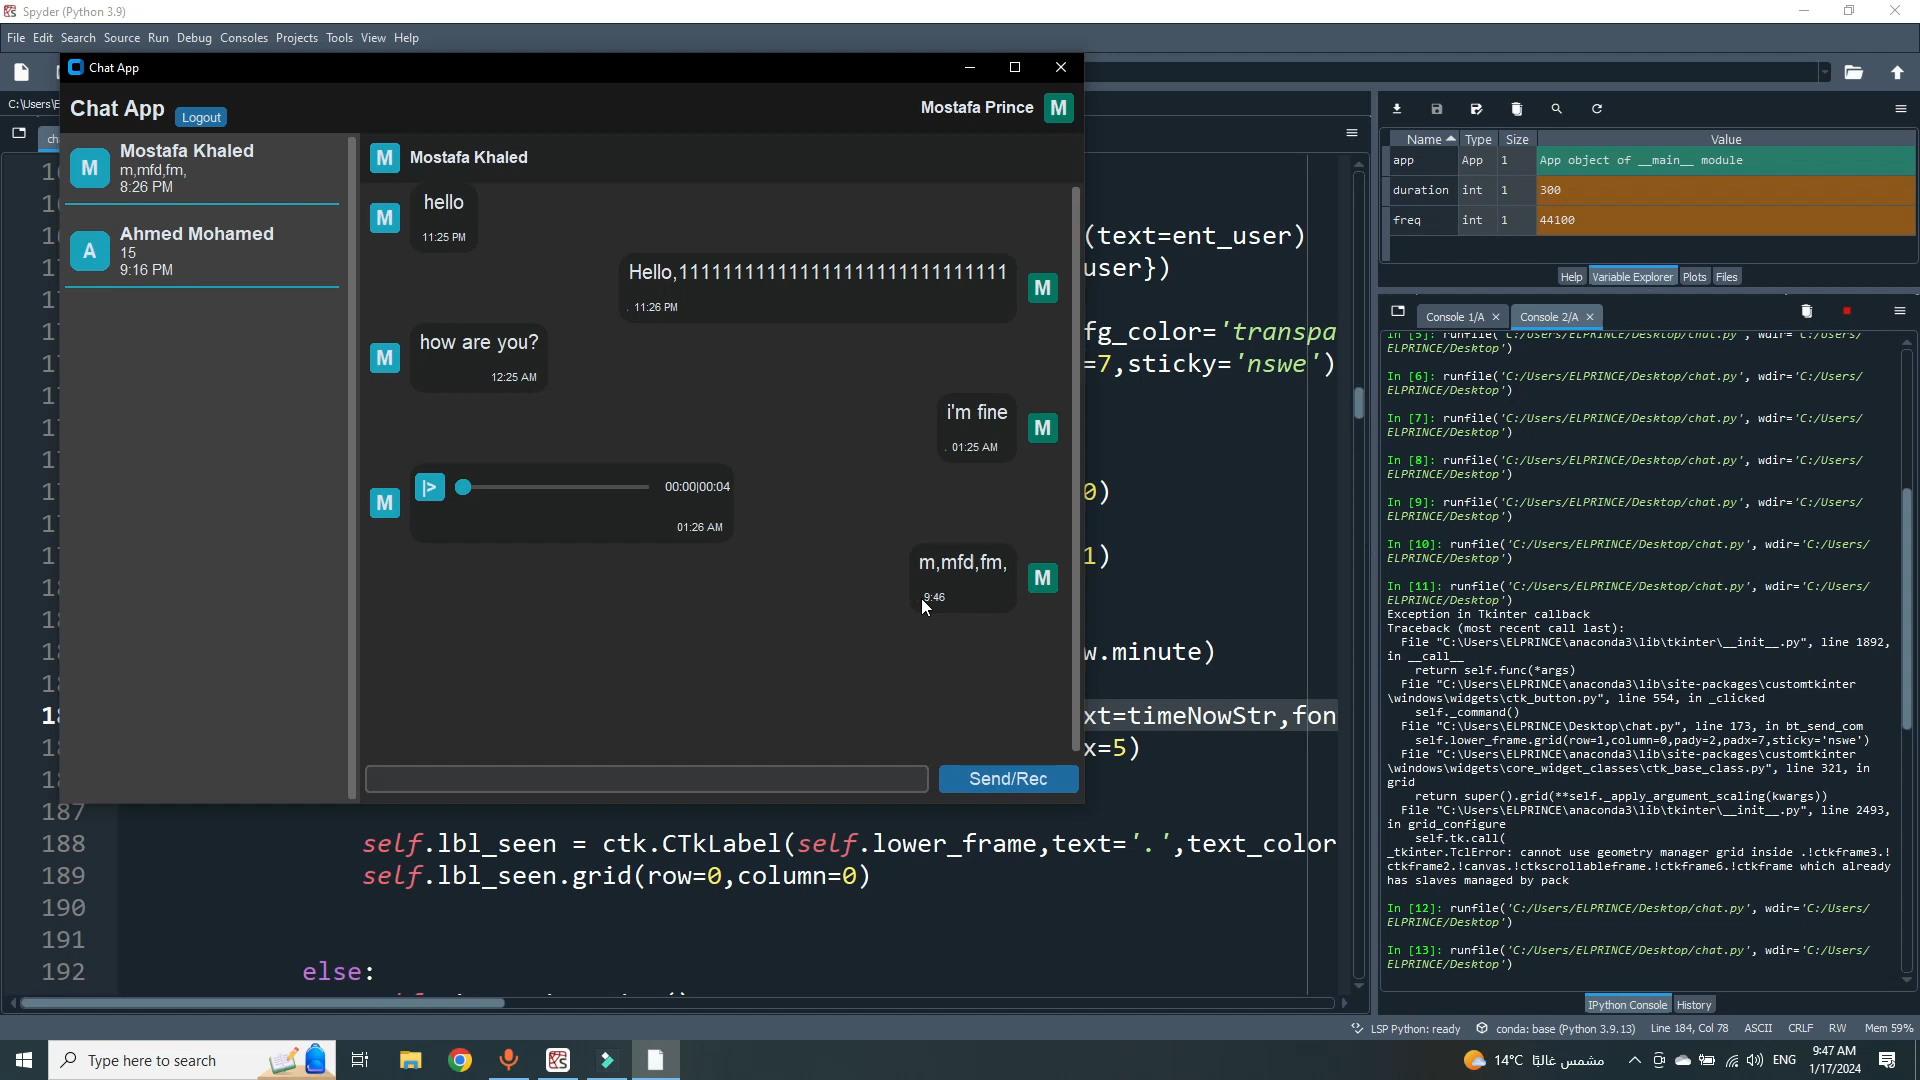 Spyder (Python 3.9)
File Edit Search Source Run Debug Consoles Projects Tools View Help
Chat App
C:\Users\E
Chat App
Logout
Mostafa Prince
M
M
Mostafa Khaled
m,mfd,fm,
8:26 PM
A
Ahmed Mohamed
15
9:16 PM
M
Mostafa Khaled
M
hello
11:25 PM
Hello,111111111111111111111111111111
. 11:26 PM
M
M
how are you?
12:25 AM
i'm fine
. 01:25 AM
M
M
|>
00:00|00:04
01:26 AM
m,mfd,fm,
9:46
M
Send/Rec
(text=ent_user)
user})
fg_color='transpa
=7,sticky='nswe')
0)
1)
w.minute)
xt=timeNowStr,fon
x=5)
187
188 self.lbl_seen = ctk.CTkLabel(self.lower_frame,text='.',text_color
189 self.lbl_seen.grid(row=0,column=0)
190
191
192 else:
Name Type Size Value
app App 1 App object of __main__ module
duration int 1 300
freq int 1 44100
Help Variable Explorer Plots Files
Console 1/A Console 2/A
In [5]: runfile('C:/Users/ELPRINCE/Desktop/chat.py', wdir='C:/Users/
ELPRINCE/Desktop')
In [6]: runfile('C:/Users/ELPRINCE/Desktop/chat.py', wdir='C:/Users/
ELPRINCE/Desktop')
In [7]: runfile('C:/Users/ELPRINCE/Desktop/chat.py', wdir='C:/Users/
ELPRINCE/Desktop')
In [8]: runfile('C:/Users/ELPRINCE/Desktop/chat.py', wdir='C:/Users/
ELPRINCE/Desktop')
In [9]: runfile('C:/Users/ELPRINCE/Desktop/chat.py', wdir='C:/Users/
ELPRINCE/Desktop')
In [10]: runfile('C:/Users/ELPRINCE/Desktop/chat.py', wdir='C:/Users/
ELPRINCE/Desktop')
In [11]: runfile('C:/Users/ELPRINCE/Desktop/chat.py', wdir='C:/Users/
ELPRINCE/Desktop')
Exception in Tkinter callback
Traceback (most recent call last):
File "C:\Users\ELPRINCE\anaconda3\lib\tkinter\__init__.py", line 1892,
in __call__
return self.func(*args)
File "C:\Users\ELPRINCE\anaconda3\lib\site-packages\customtkinter
\windows\widgets\ctk_button.py", line 554, in _clicked
self._command()
File "C:\Users\ELPRINCE\Desktop\chat.py", line 173, in bt_send_com
self.lower_frame.grid(row=1,column=0,pady=2,padx=7,sticky='nswe')
File "C:\Users\ELPRINCE\anaconda3\lib\site-packages\customtkinter
\windows\widgets\core_widget_classes\ctk_base_class.py", line 321, in
grid
return super().grid(**self._apply_argument_scaling(kwargs))
File "C:\Users\ELPRINCE\anaconda3\lib\tkinter\__init__.py", line 2493,
in grid_configure
self.tk.call(
_tkinter.TclError: cannot use geometry manager grid inside .!ctkframe3.!
ctkframe2.!canvas.!ctkscrollableframe.!ctkframe6.!ctkframe which already
has slaves managed by pack
In [12]: runfile('C:/Users/ELPRINCE/Desktop/chat.py', wdir='C:/Users/
ELPRINCE/Desktop')
In [13]: runfile('C:/Users/ELPRINCE/Desktop/chat.py', wdir='C:/Users/
ELPRINCE/Desktop')
IPython Console History
LSP Python: ready conda: base (Python 3.9.13) Line 184, Col 78 ASCII CRLF RW Mem 59%
Type here to search
14°C مشمس غالبًا
ENG
9:47 AM
1/17/2024